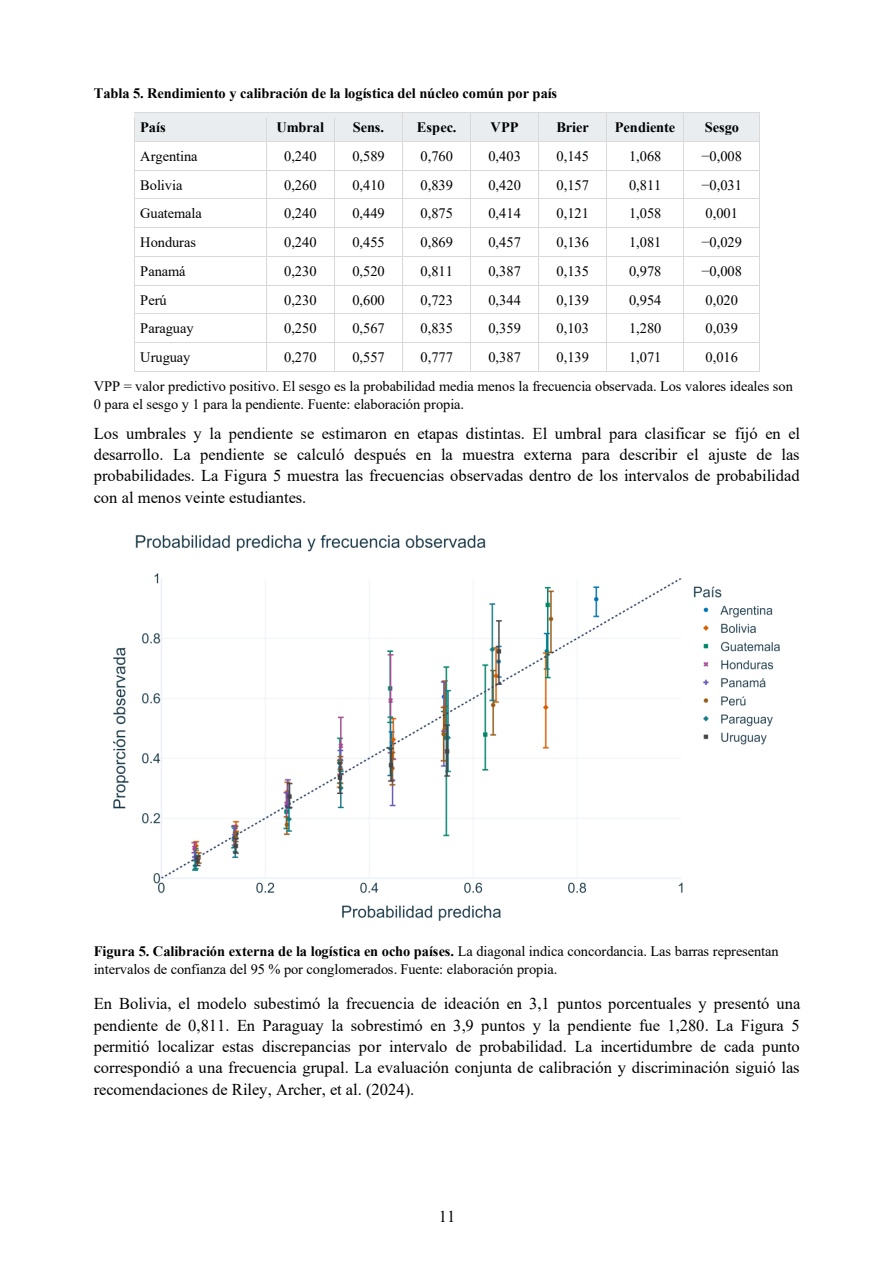 Tabla 5. Rendimiento y calibración de la logística del núcleo común por país
País Umbral Sens. Espec. VPP Brier Pendiente Sesgo
Argentina 0,240 0,589 0,760 0,403 0,145 1,068 −0,008
Bolivia 0,260 0,410 0,839 0,420 0,157 0,811 −0,031
Guatemala 0,240 0,449 0,875 0,414 0,121 1,058 0,001
Honduras 0,240 0,455 0,869 0,457 0,136 1,081 −0,029
Panamá 0,230 0,520 0,811 0,387 0,135 0,978 −0,008
Perú 0,230 0,600 0,723 0,344 0,139 0,954 0,020
Paraguay 0,250 0,567 0,835 0,359 0,103 1,280 0,039
Uruguay 0,270 0,557 0,777 0,387 0,139 1,071 0,016
VPP = valor predictivo positivo. El sesgo es la probabilidad media menos la frecuencia observada. Los valores ideales son
0 para el sesgo y 1 para la pendiente. Fuente: elaboración propia.
Los umbrales y la pendiente se estimaron en etapas distintas. El umbral para clasificar se fijó en el
desarrollo. La pendiente se calculó después en la muestra externa para describir el ajuste de las
probabilidades. La Figura 5 muestra las frecuencias observadas dentro de los intervalos de probabilidad
con al menos veinte estudiantes.
Probabilidad predicha y frecuencia observada
Proporción observada
1
0.8
0.6
0.4
0.2
0
0 0.2 0.4 0.6 0.8 1
Probabilidad predicha
País
Argentina
Bolivia
Guatemala
Honduras
Panamá
Perú
Paraguay
Uruguay
Figura 5. Calibración externa de la logística en ocho países. La diagonal indica concordancia. Las barras representan
intervalos de confianza del 95 % por conglomerados. Fuente: elaboración propia.
En Bolivia, el modelo subestimó la frecuencia de ideación en 3,1 puntos porcentuales y presentó una
pendiente de 0,811. En Paraguay la sobrestimó en 3,9 puntos y la pendiente fue 1,280. La Figura 5
permitió localizar estas discrepancias por intervalo de probabilidad. La incertidumbre de cada punto
correspondió a una frecuencia grupal. La evaluación conjunta de calibración y discriminación siguió las
recomendaciones de Riley, Archer, et al. (2024).
11